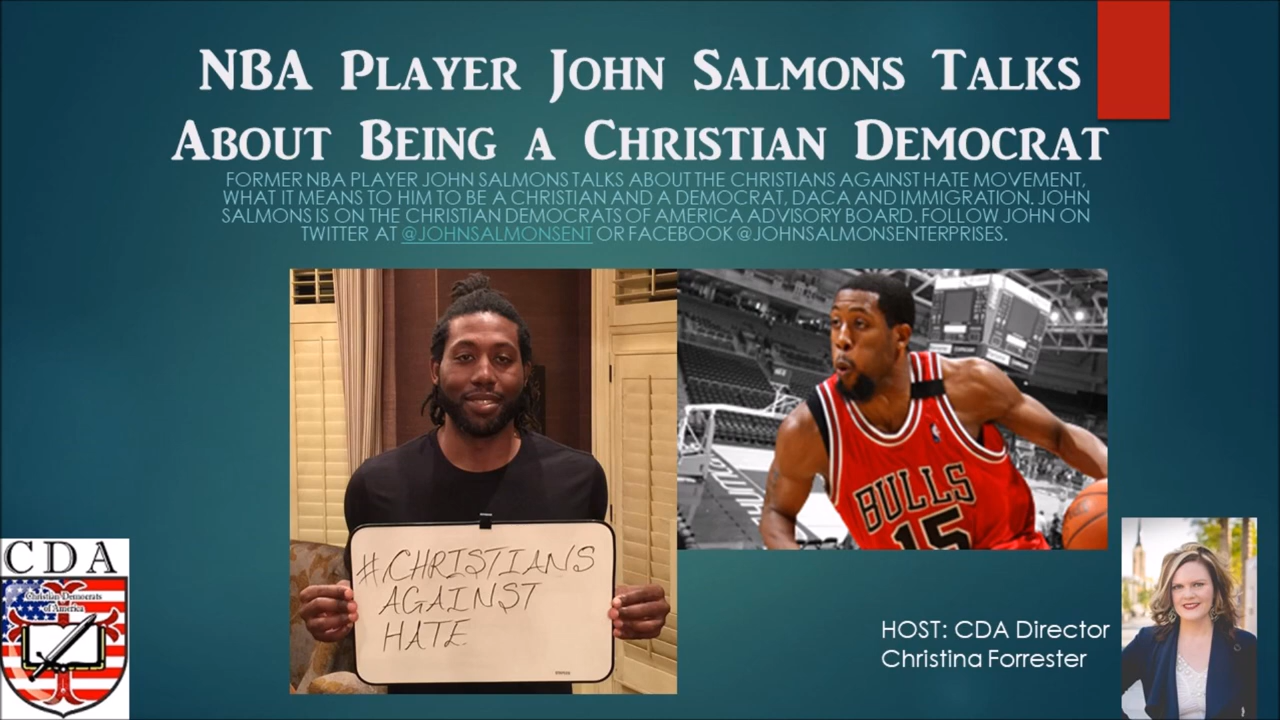 NBA Player John Salmons Talks
About Being a Christian Democrat
FORMER NBA PLAYER JOHN SALMONS TALKS ABOUT THE CHRISTIANS AGAINST HATE MOVEMENT,
WHAT IT MEANS TO HIM TO BE A CHRISTIAN AND A DEMOCRAT, DACA AND IMMIGRATION. JOHN
SALMONS IS ON THE CHRISTIAN DEMOCRATS OF AMERICA ADVISORY BOARD. FOLLOW JOHN ON
TWITTER AT @JOHNSALMONSENT OR FACEBOOK @JOHNSALMONSENTERPRISES.
#CHRISTIANS
AGAINST
HATE
BULLS
15
CDA
Christian Democrats
of America
HOST: CDA Director
Christina Forrester